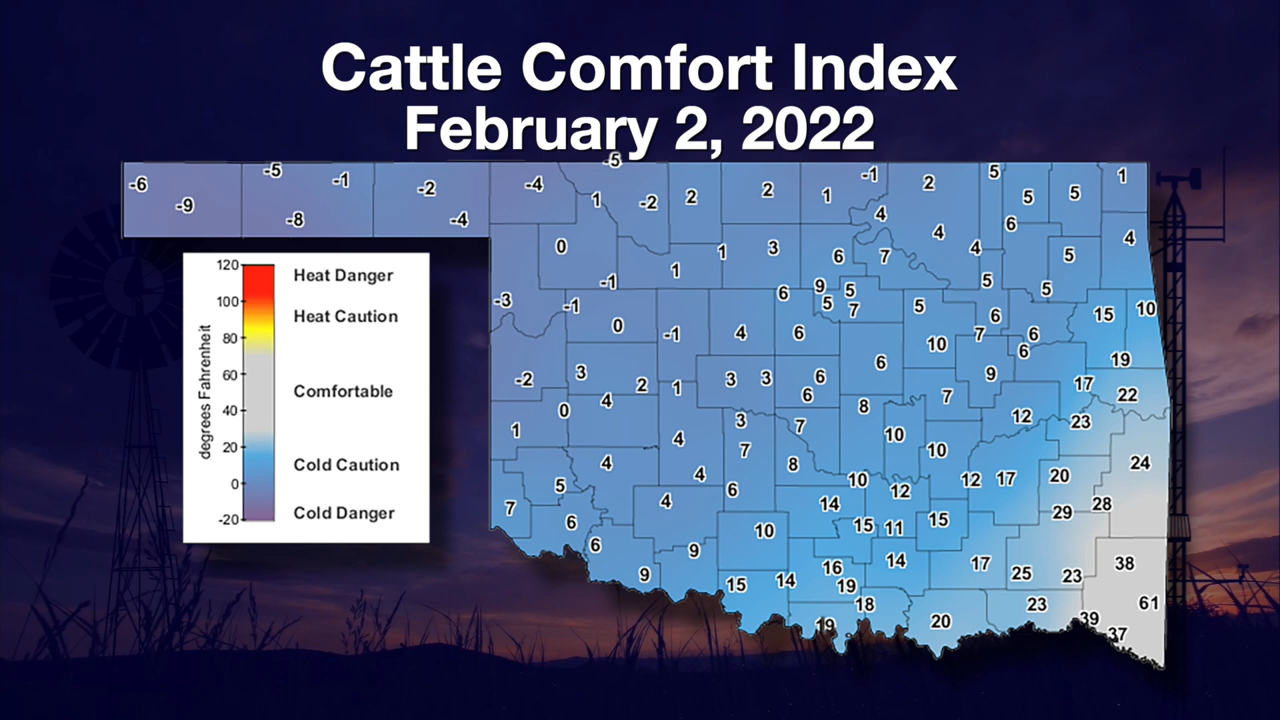 Cattle Comfort Index
February 2, 2022
-5
-6 -5 -1 -2 -4 1 -2 2 2 1 -1 2 5 5 5 1
-9 -8 -4 4 6
0 1 3 6 7 4 4 5 4
-1 1 6 9 5 5 5
-3 -1 5 7 5 6 15 10
0 -1 4 6 10 7 6 6 19
-2 3 2 1 3 3 6 6 6 9 17 22
0 4 3 7 8 7 12 23
1 4 7 10 10
4 4 8 10 12 17 20 24
5 4 6 14 12 29 28
7 6 10 15 11 15
6 9 16 14 17 25 23 38
9 15 14 19 18 23 61
19 20 39 37
120
100
80
60
40
20
0
-20
degrees Fahrenheit
Heat Danger
Heat Caution
Comfortable
Cold Caution
Cold Danger